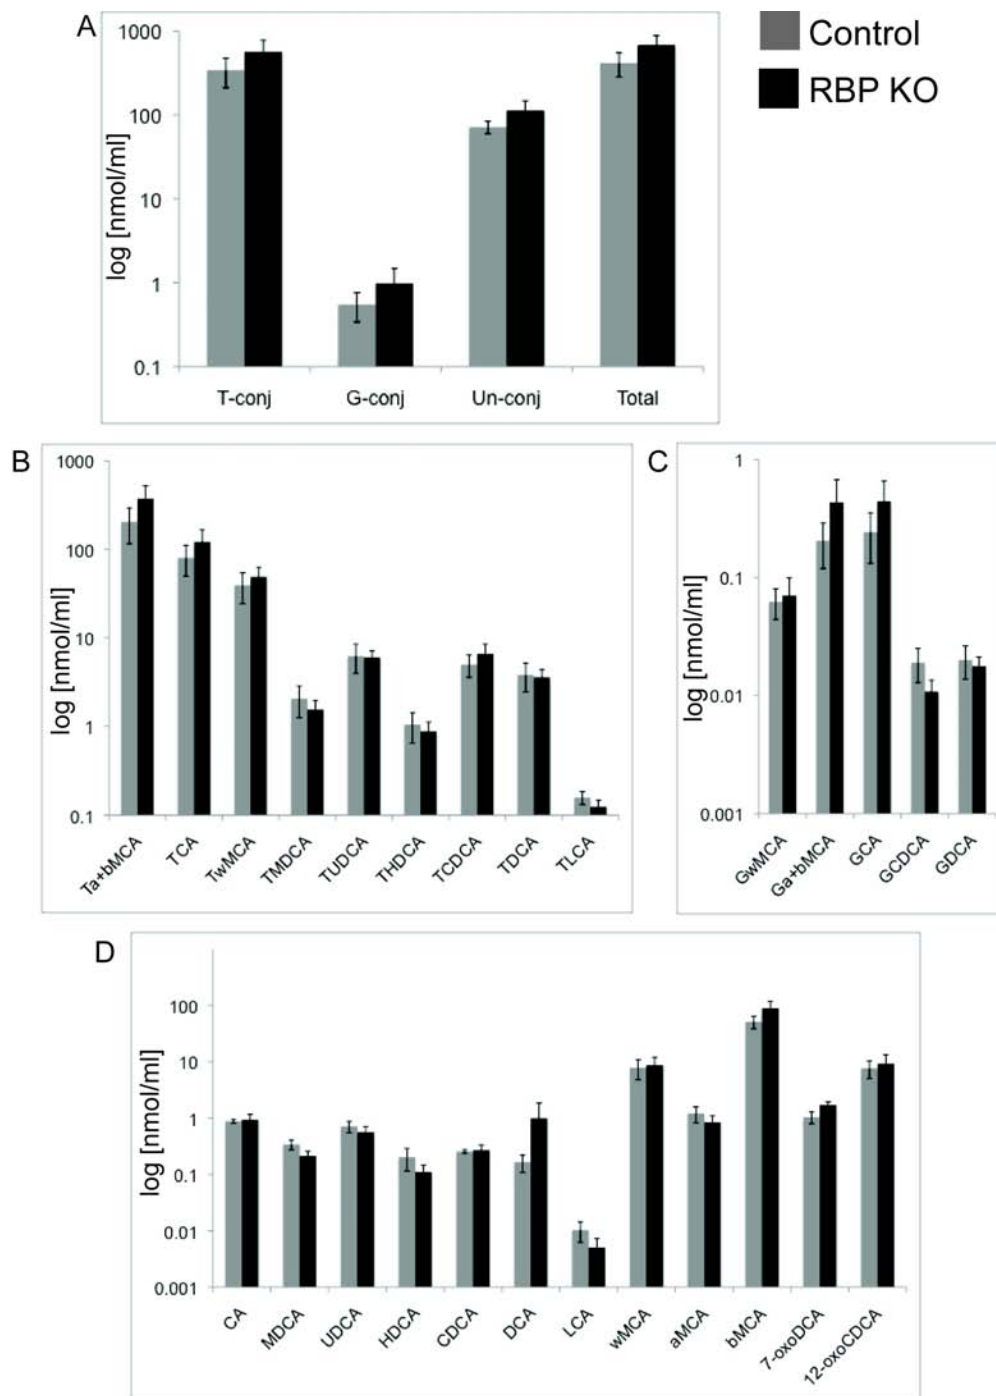 A
Control
RBP KO
log [nmol/ml]
1000
100
10
1
0.1
T-conj G-conj Un-conj Total
B
log [nmol/ml]
1000
100
10
1
0.1
Ta+bMCA TCA TwMCA TMDCA TUDCA THDCA TCDCA TDCA TLCA
C
log [nmol/ml]
1
0.1
0.01
0.001
GwMCA Ga+bMCA GCA GCDCA GDCA
D
log [nmol/ml]
100
10
1
0.1
0.01
0.001
CA MDCA UDCA HDCA CDCA DCA LCA wMCA aMCA bMCA 7-oxoDCA 12-oxoCDCA